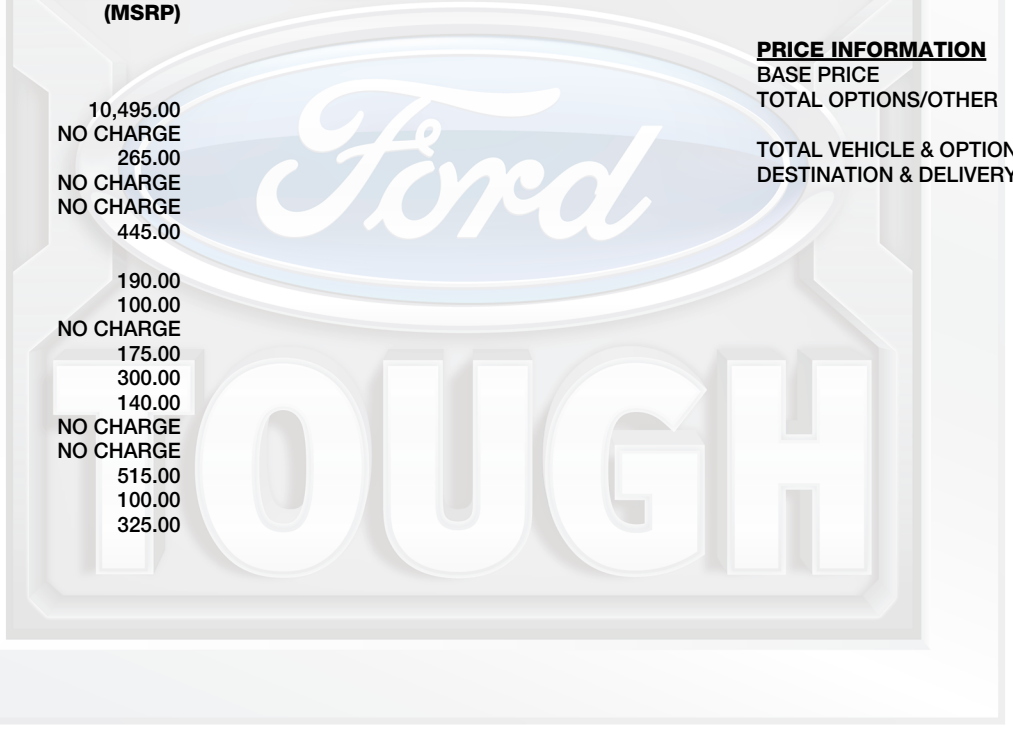 (MSRP)
10,495.00
NO CHARGE
265.00
NO CHARGE
NO CHARGE
445.00
190.00
100.00
NO CHARGE
175.00
300.00
140.00
NO CHARGE
NO CHARGE
515.00
100.00
325.00
PRICE INFORMATION
BASE PRICE
TOTAL OPTIONS/OTHER
TOTAL VEHICLE & OPTION
DESTINATION & DELIVERY
Ford
TOUGH